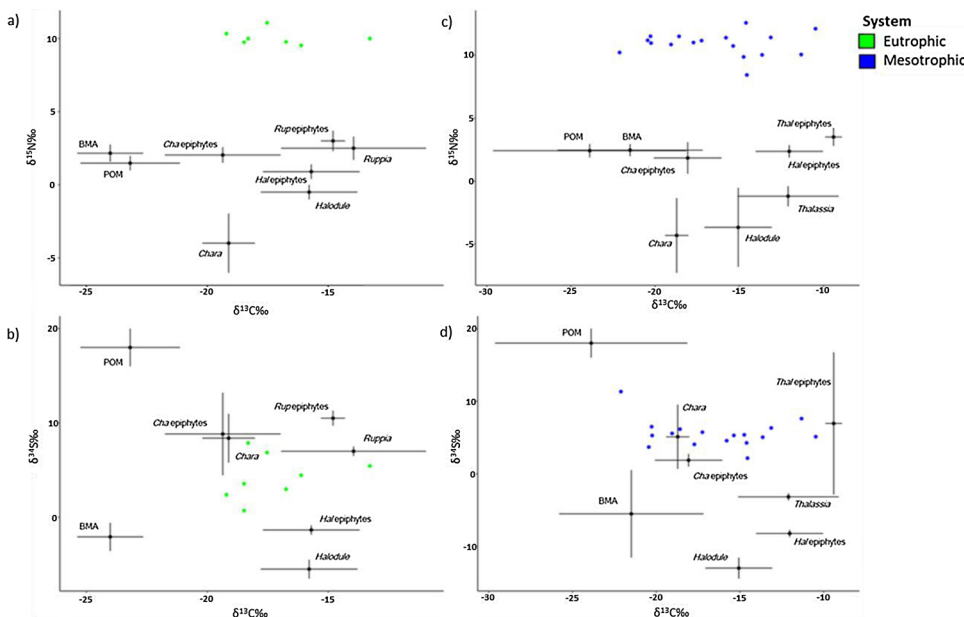 a)
10
5
0
-5
δ15N‰
BMA
POM
Cha epiphytes
Rup epiphytes
Ruppia
Hal epiphytes
Halodule
Chara
-25
-20
-15
δ13C‰
c)
10
5
0
-5
δ15N‰
POM
BMA
Cha epiphytes
Thal epiphytes
Hal epiphytes
Thalassia
Halodule
Chara
-30
-25
-20
-15
-10
δ13C‰
System
Eutrophic
Mesotrophic
b)
20
10
0
δ34S‰
POM
Cha epiphytes
Chara
Rup epiphytes
Ruppia
BMA
Hal epiphytes
Halodule
-25
-20
-15
δ13C‰
d)
20
10
0
-10
δ34S‰
POM
Thal epiphytes
Chara
Cha epiphytes
BMA
Thalassia
Hal epiphytes
Halodule
-30
-25
-20
-15
-10
δ13C‰